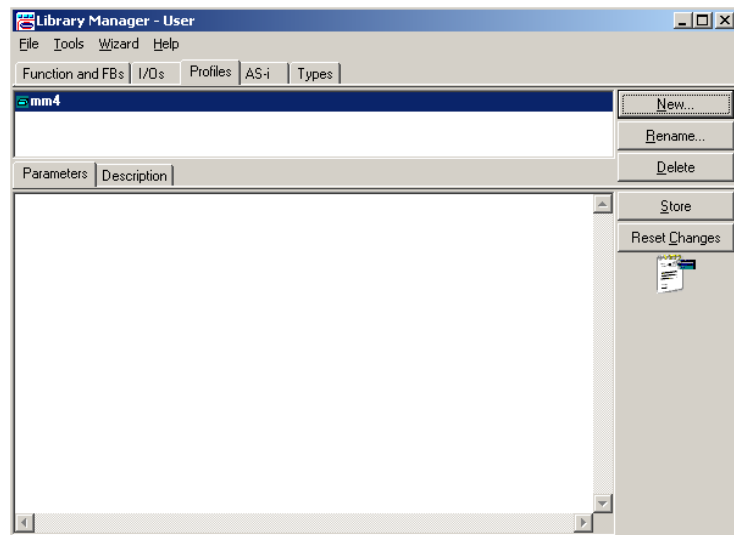 Library Manager - User
File Tools Wizard Help
Function and FBs I/Os Profiles AS-i Types
mm4
New...
Rename...
Delete
Parameters Description
Store
Reset Changes